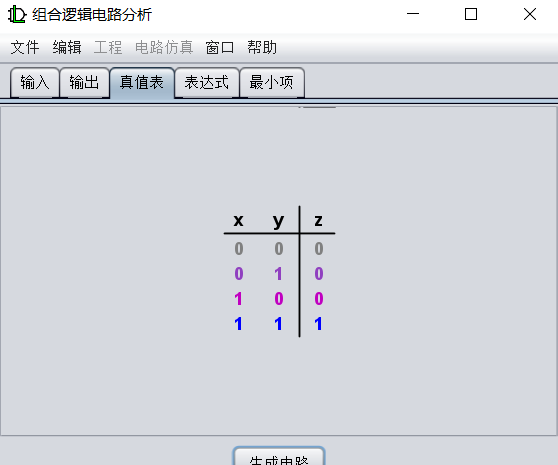 组合逻辑电路分析
文件 编辑 工程 电路仿真 窗口 帮助
输入 输出 真值表 表达式 最小项
x y z
0 0 0
0 1 0
1 0 0
1 1 1
生成电路